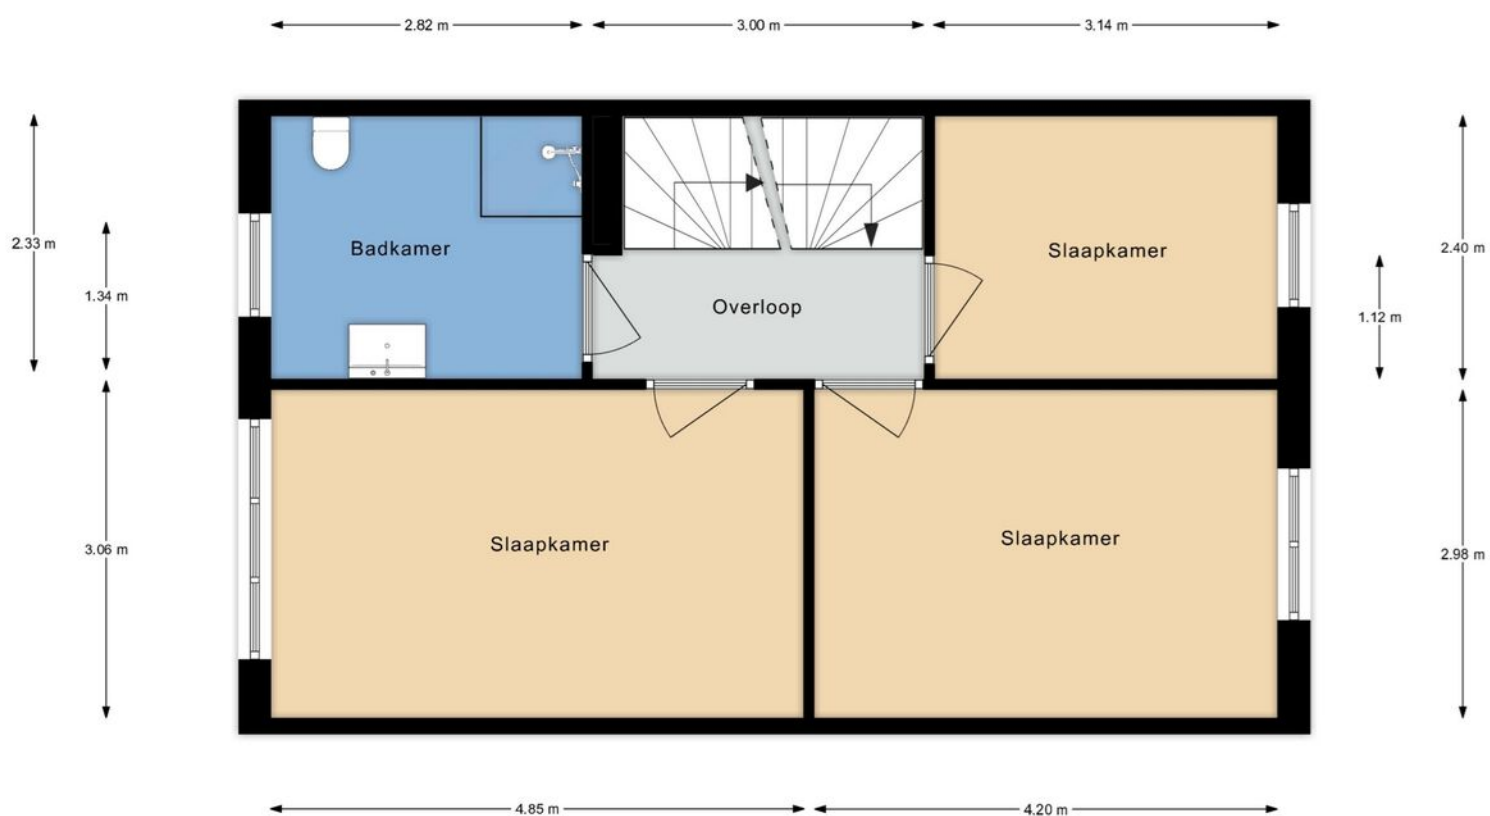 2.82 m
3.00 m
3.14 m
2.33 m
1.34 m
Badkamer
Overloop
Slaapkamer
2.40 m
1.12 m
3.06 m
Slaapkamer
Slaapkamer
2.98 m
4.85 m
4.20 m